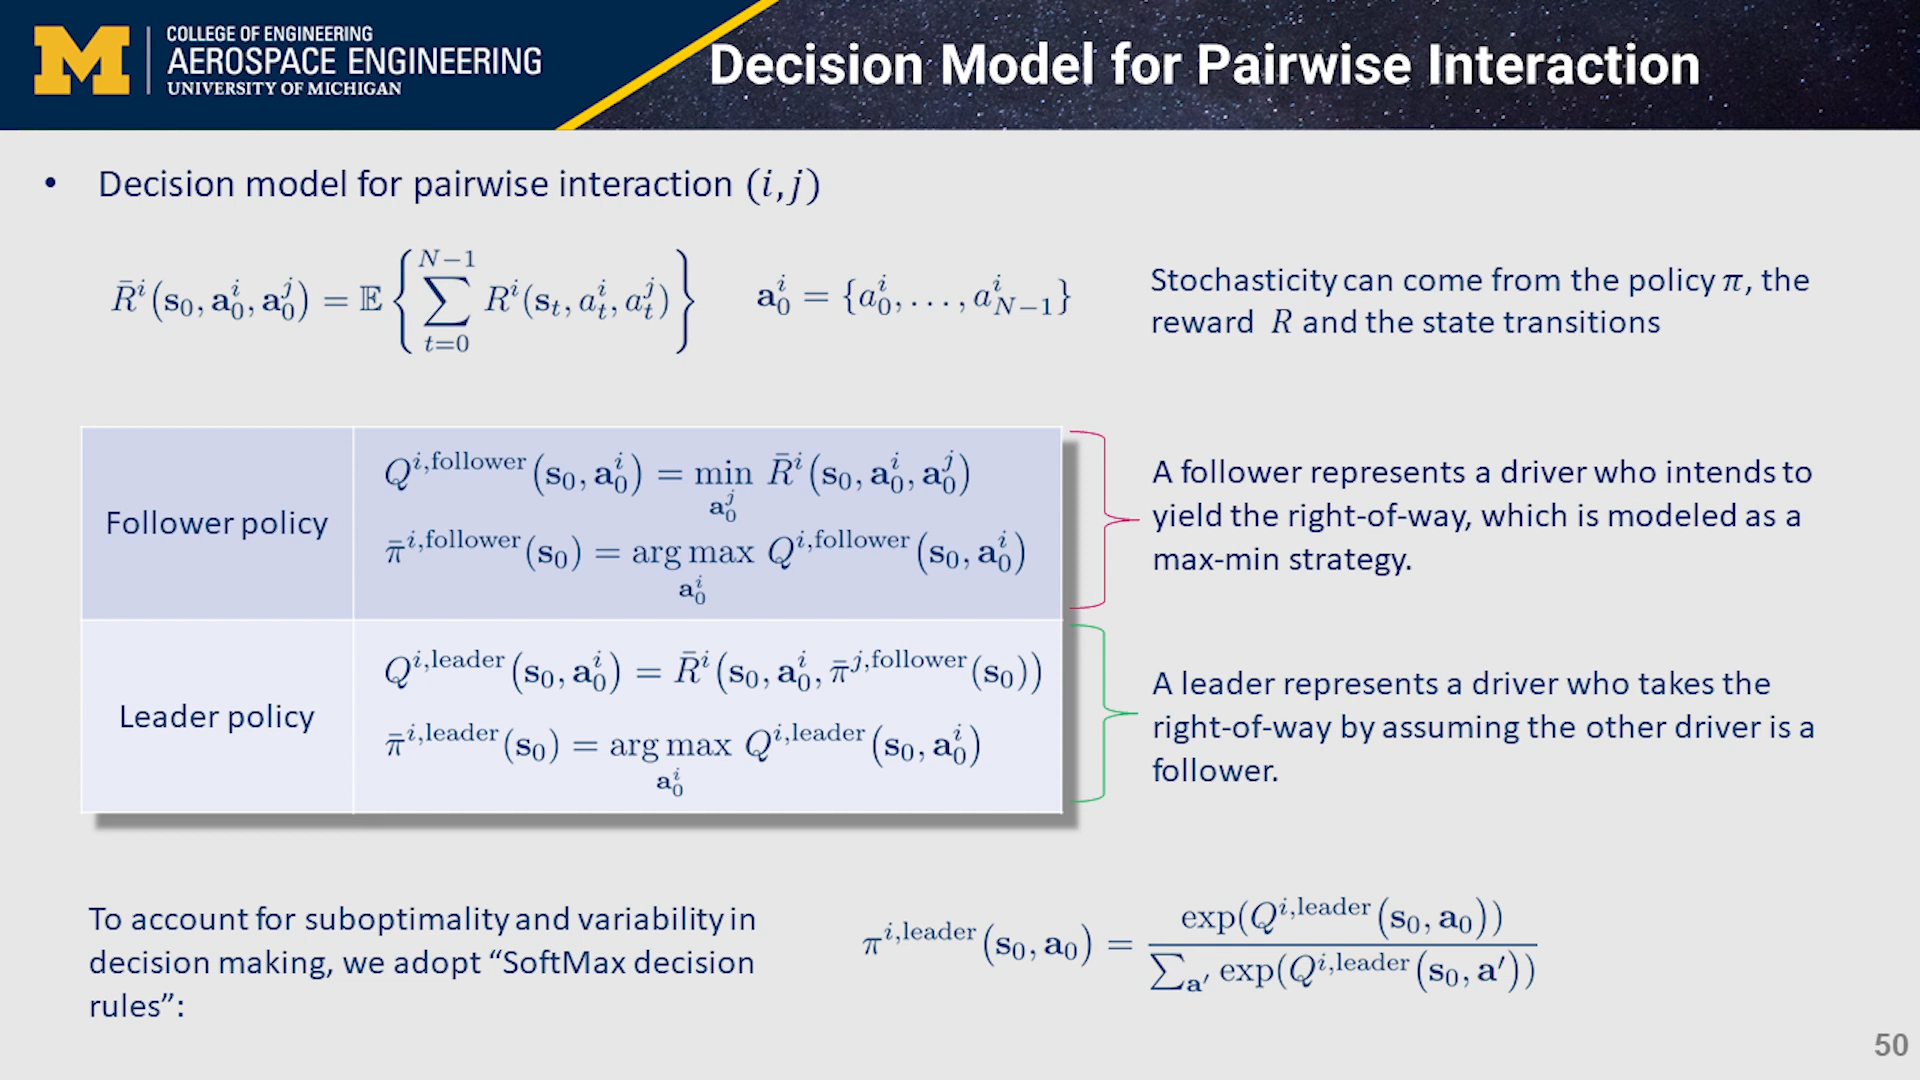 COLLEGE OF ENGINEERING
AEROSPACE ENGINEERING
UNIVERSITY OF MICHIGAN
Decision Model for Pairwise Interaction
• Decision model for pairwise interaction (i,j)
R̄^i(s_0, a_0^i, a_0^j) = 𝔼{∑_{t=0}^{N−1} R^i(s_t, a_t^i, a_t^j)}   a_0^i = {a_0^i, . . . , a_{N−1}^i}
Stochasticity can come from the policy π, the
reward R and the state transitions
Follower policy
Q^{i,follower}(s_0, a_0^i) = min_{a_0^j} R̄^i(s_0, a_0^i, a_0^j)
π̄^{i,follower}(s_0) = arg max_{a_0^i} Q^{i,follower}(s_0, a_0^i)
A follower represents a driver who intends to
yield the right-of-way, which is modeled as a
max-min strategy.
Leader policy
Q^{i,leader}(s_0, a_0^i) = R̄^i(s_0, a_0^i, π̄^{j,follower}(s_0))
π̄^{i,leader}(s_0) = arg max_{a_0^i} Q^{i,leader}(s_0, a_0^i)
A leader represents a driver who takes the
right-of-way by assuming the other driver is a
follower.
To account for suboptimality and variability in
decision making, we adopt “SoftMax decision
rules”:
π^{i,leader}(s_0, a_0) = exp(Q^{i,leader}(s_0, a_0)) / ∑_{a′} exp(Q^{i,leader}(s_0, a′))
50